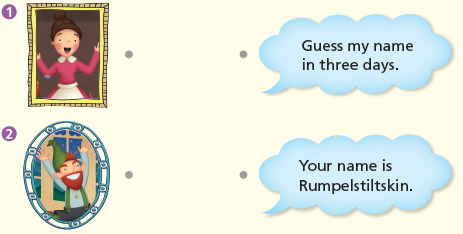 1
Guess my name
in three days.
2
Your name is
Rumpelstiltskin.